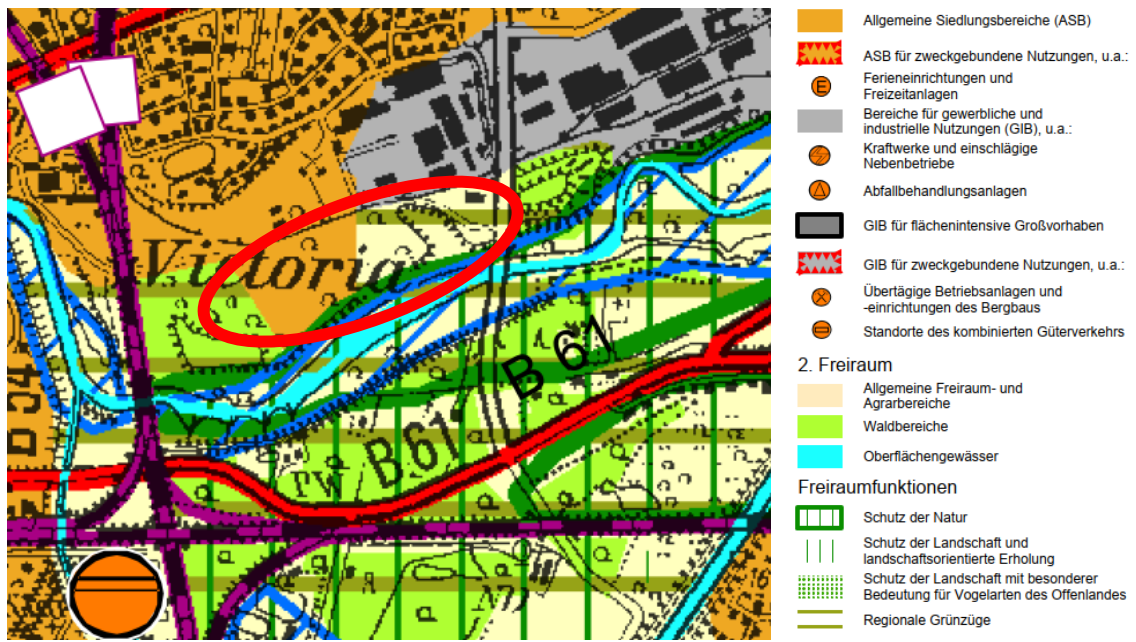 Viktoria
B 61
B.61
B 54
Allgemeine Siedlungsbereiche (ASB)
ASB für zweckgebundene Nutzungen, u.a.:
E
Ferieneinrichtungen und
Freizeitanlagen
Bereiche für gewerbliche und
industrielle Nutzungen (GIB), u.a.:
Kraftwerke und einschlägige
Nebenbetriebe
Abfallbehandlungsanlagen
GIB für flächenintensive Großvorhaben
GIB für zweckgebundene Nutzungen, u.a.:
Übertägige Betriebsanlagen und
-einrichtungen des Bergbaus
Standorte des kombinierten Güterverkehrs
2. Freiraum
Allgemeine Freiraum- und
Agrarbereiche
Waldbereiche
Oberflächengewässer
Freiraumfunktionen
Schutz der Natur
Schutz der Landschaft und
landschaftsorientierte Erholung
Schutz der Landschaft mit besonderer
Bedeutung für Vogelarten des Offenlandes
Regionale Grünzüge